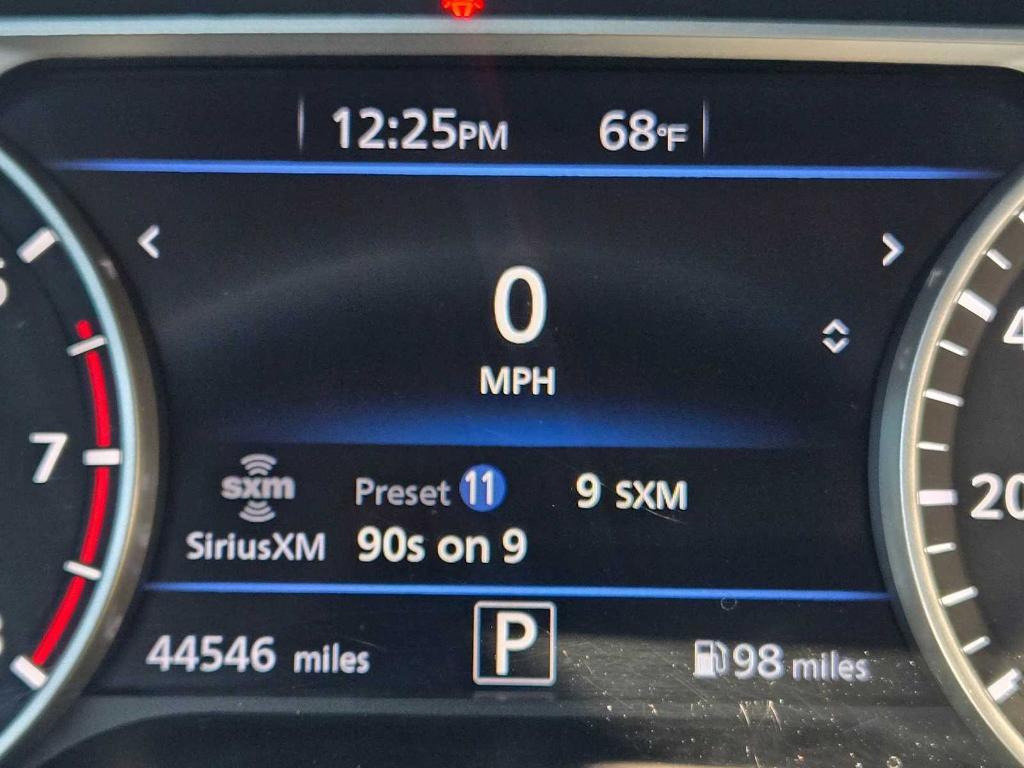 12:25PM 68°F
0
MPH
7
sxm Preset 11 9 SXM
SiriusXM 90s on 9
20
44546 miles P 98 miles